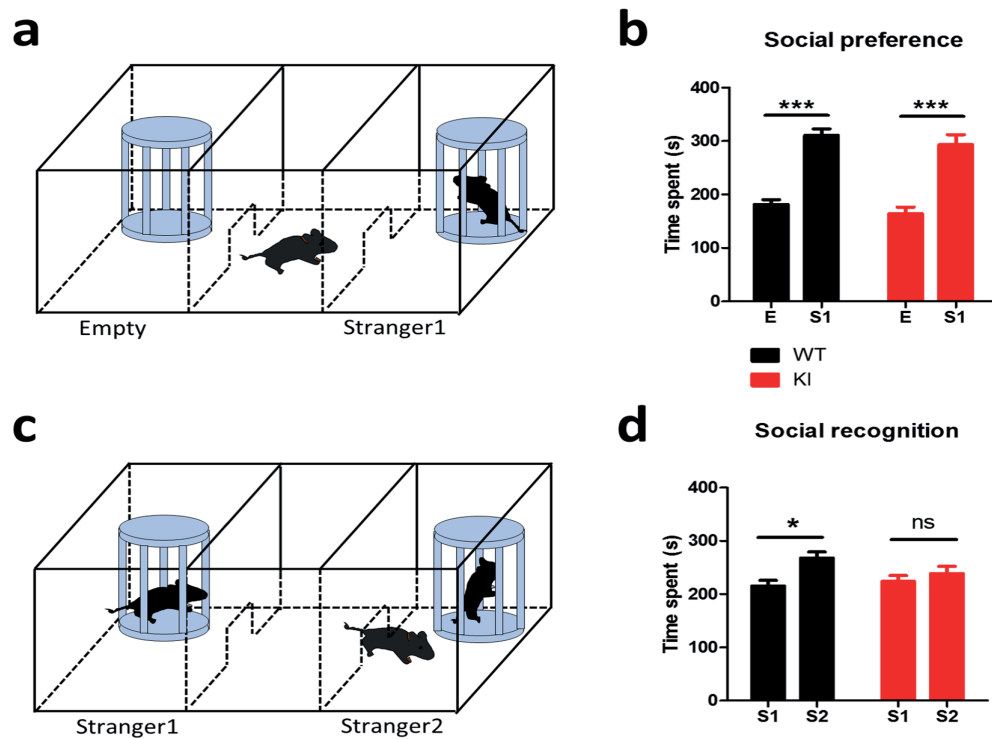 a
Empty
Stranger1
b
Social preference
Time spent (s)
400
300
200
100
0
***
***
E
S1
E
S1
WT
KI
c
Stranger1
Stranger2
d
Social recognition
Time spent (s)
400
300
200
100
0
*
ns
S1
S2
S1
S2